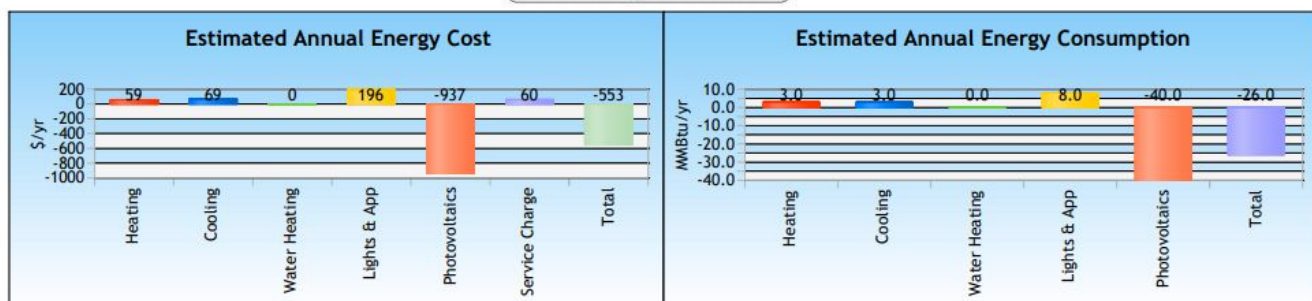 Estimated Annual Energy Cost
$/yr
200
0
-200
-400
-600
-800
-1000
59
69
0
196
-937
60
-553
Heating
Cooling
Water Heating
Lights & App
Photovoltaics
Service Charge
Total
Estimated Annual Energy Consumption
MMBtu/yr
10.0
0.0
-10.0
-20.0
-30.0
-40.0
3.0
3.0
0.0
8.0
-40.0
-26.0
Heating
Cooling
Water Heating
Lights & App
Photovoltaics
Total